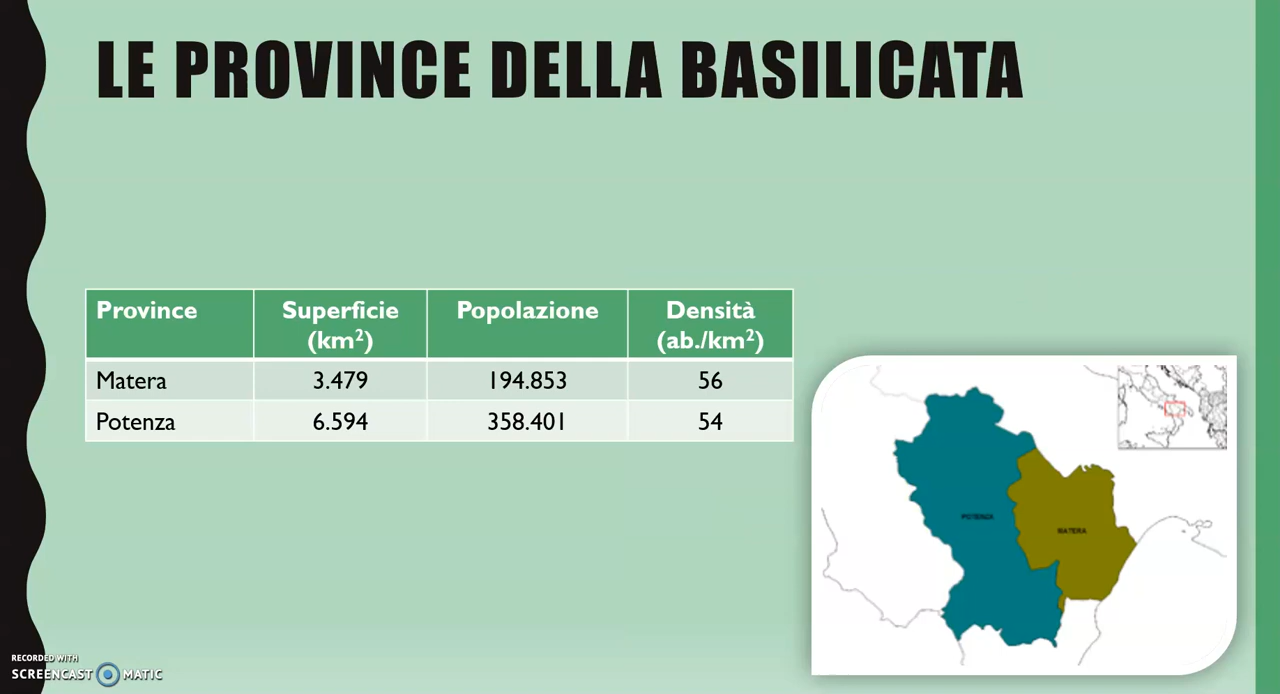 LE PROVINCE DELLA BASILICATA
Province Superficie (km²) Popolazione Densità (ab./km²)
Matera 3.479 194.853 56
Potenza 6.594 358.401 54
POTENZA
MATERA
RECORDED WITH
SCREENCAST MATIC